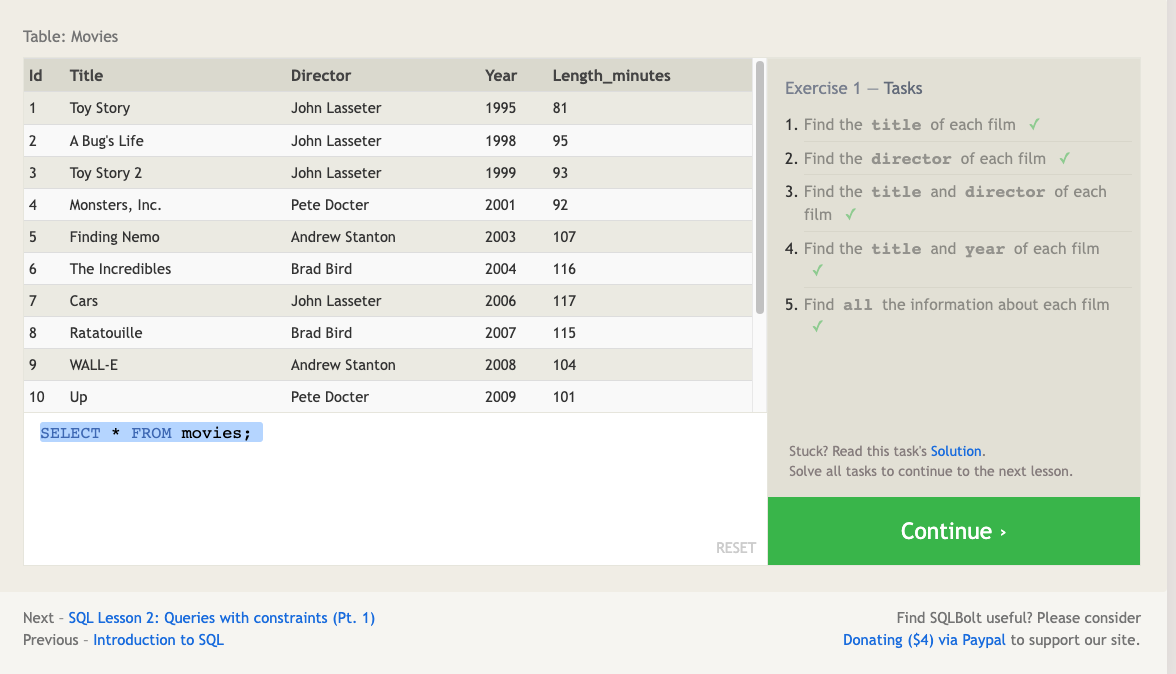 Table: Movies
Id Title Director Year Length_minutes
1 Toy Story John Lasseter 1995 81
2 A Bug's Life John Lasseter 1998 95
3 Toy Story 2 John Lasseter 1999 93
4 Monsters, Inc. Pete Docter 2001 92
5 Finding Nemo Andrew Stanton 2003 107
6 The Incredibles Brad Bird 2004 116
7 Cars John Lasseter 2006 117
8 Ratatouille Brad Bird 2007 115
9 WALL-E Andrew Stanton 2008 104
10 Up Pete Docter 2009 101
SELECT * FROM movies;
RESET
Exercise 1 — Tasks
1. Find the title of each film ✓
2. Find the director of each film ✓
3. Find the title and director of each
film ✓
4. Find the title and year of each film
✓
5. Find all the information about each film
✓
Stuck? Read this task's Solution.
Solve all tasks to continue to the next lesson.
Continue ›
Next – SQL Lesson 2: Queries with constraints (Pt. 1)
Previous – Introduction to SQL
Find SQLBolt useful? Please consider
Donating ($4) via Paypal to support our site.